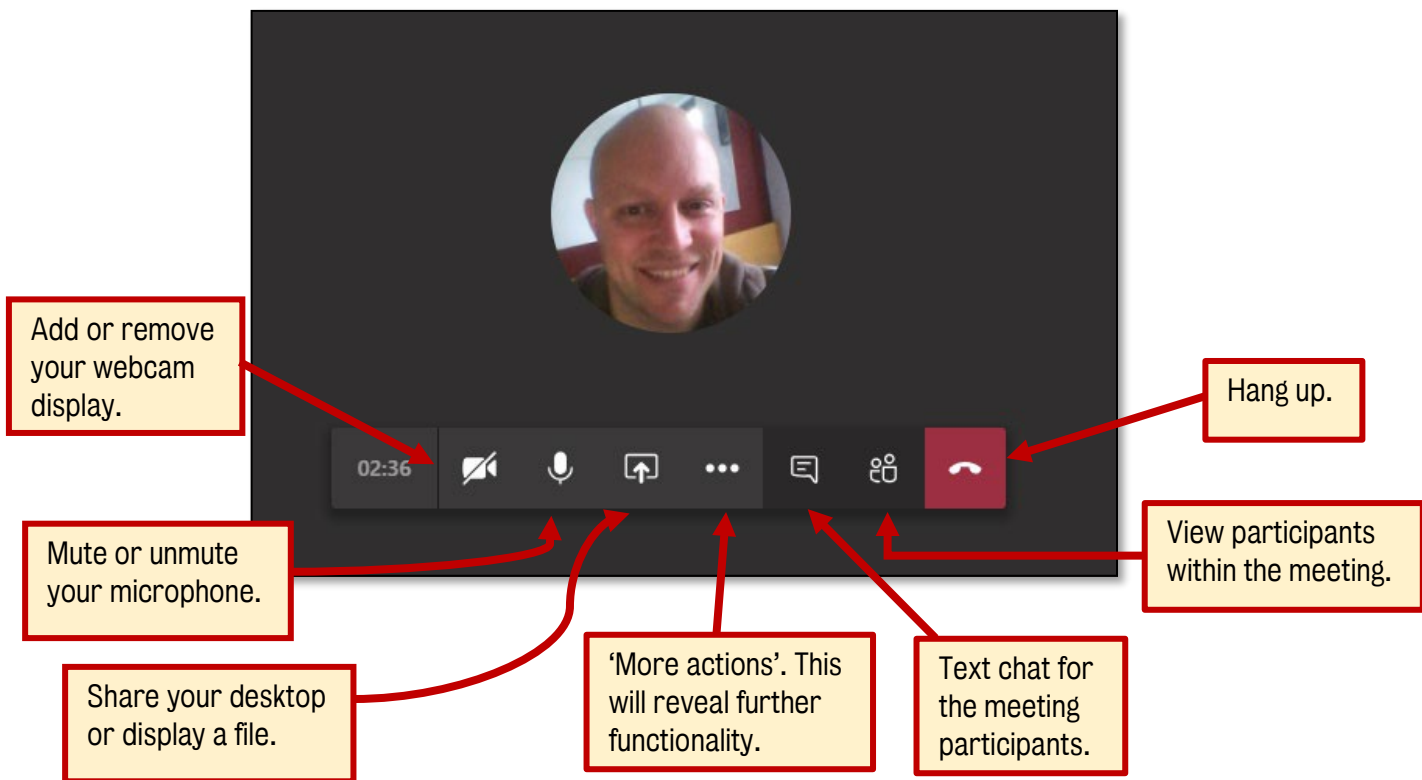 Add or remove
your webcam
display.
Hang up.
02:36
Mute or unmute
your microphone.
View participants
within the meeting.
Share your desktop
or display a file.
‘More actions’. This
will reveal further
functionality.
Text chat for
the meeting
participants.